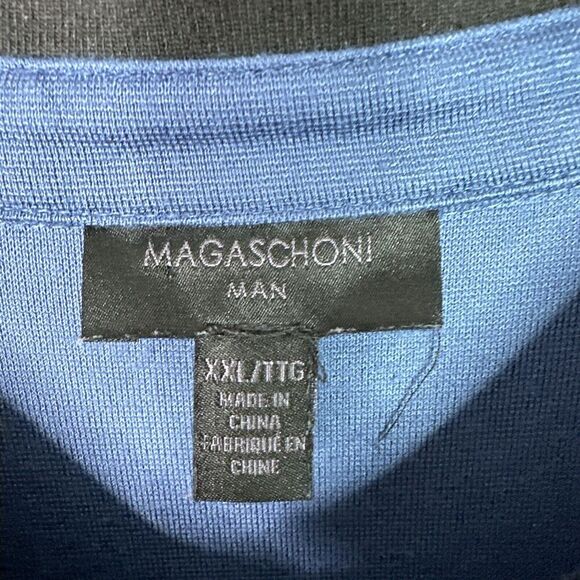 MAGASCHONI
MAN
XXL/TTG
MADE IN
CHINA
FABRIQUÉ EN
CHINE